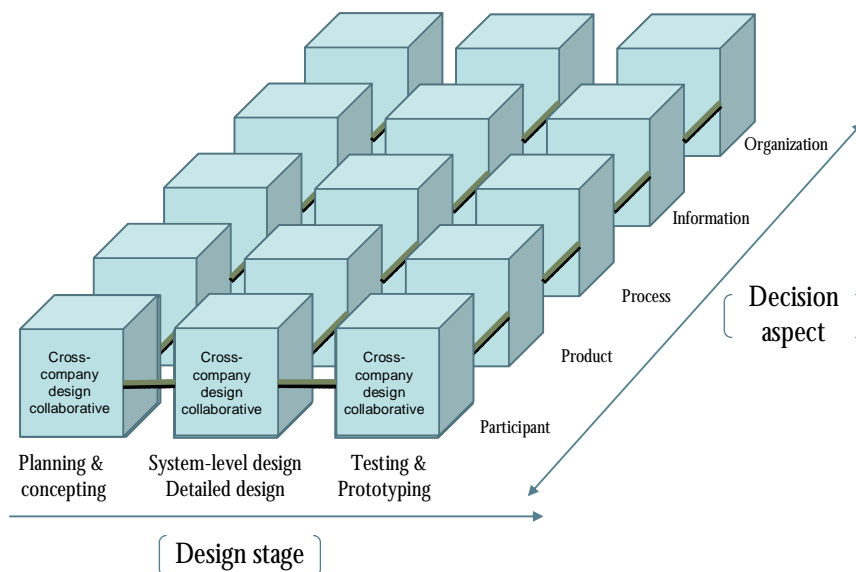 Organization
Information
Process
Decision
aspect
Product
Participant
Cross-
company
design
collaborative
Cross-
company
design
collaborative
Cross-
company
design
collaborative
Planning &
concepting
System-level design
Detailed design
Testing &
Prototyping
Design stage